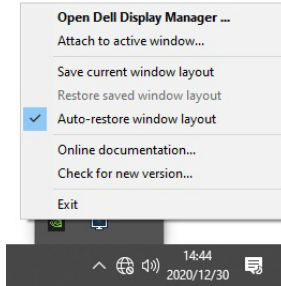 Open Dell Display Manager ...
Attach to active window...
Save current window layout
Restore saved window layout
Auto-restore window layout
Online documentation...
Check for new version...
Exit
14:44
2020/12/30